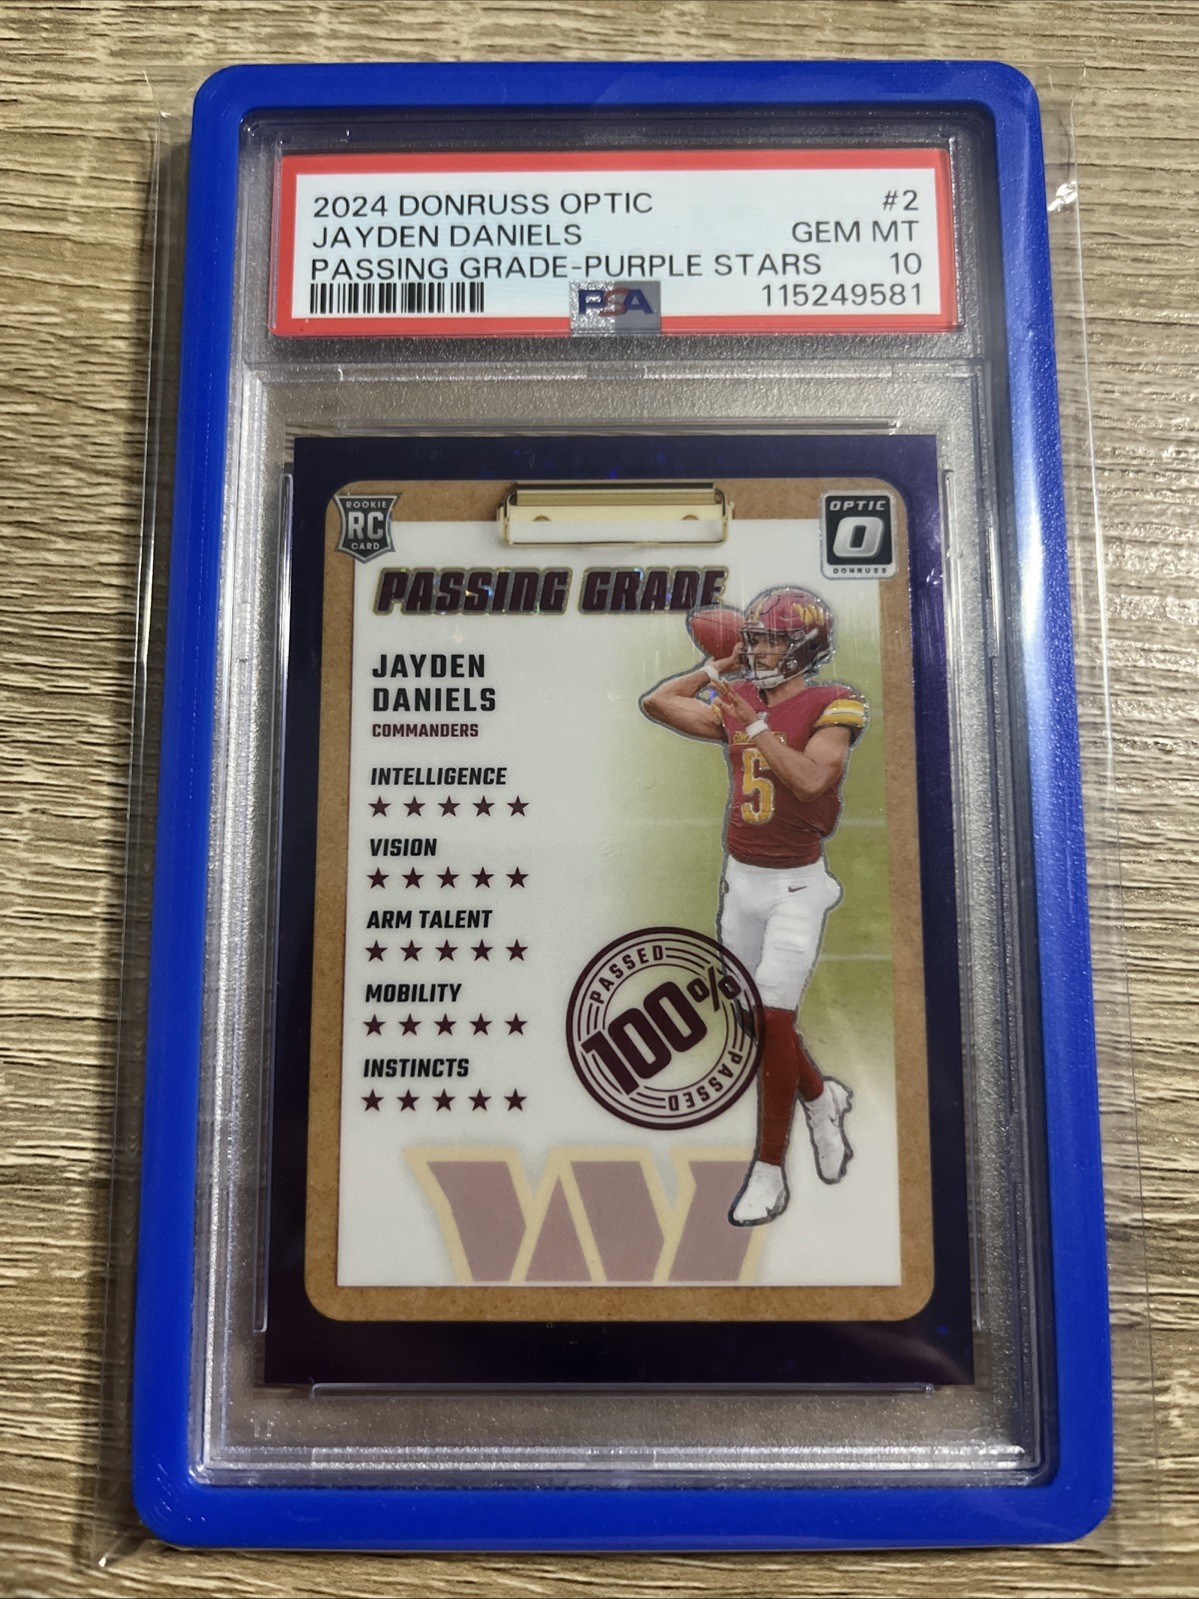 2024 DONRUSS OPTIC #2
JAYDEN DANIELS GEM MT
PASSING GRADE-PURPLE STARS 10
PSA 115249581
ROOKIE
RC
CARD
OPTIC
O
DONRUSS
PASSING GRADE
JAYDEN
DANIELS
COMMANDERS
INTELLIGENCE
★ ★ ★ ★ ★
VISION
★ ★ ★ ★ ★
ARM TALENT
★ ★ ★ ★ ★
MOBILITY
★ ★ ★ ★ ★
INSTINCTS
★ ★ ★ ★ ★
5
PASSED
100%
PASSED
W